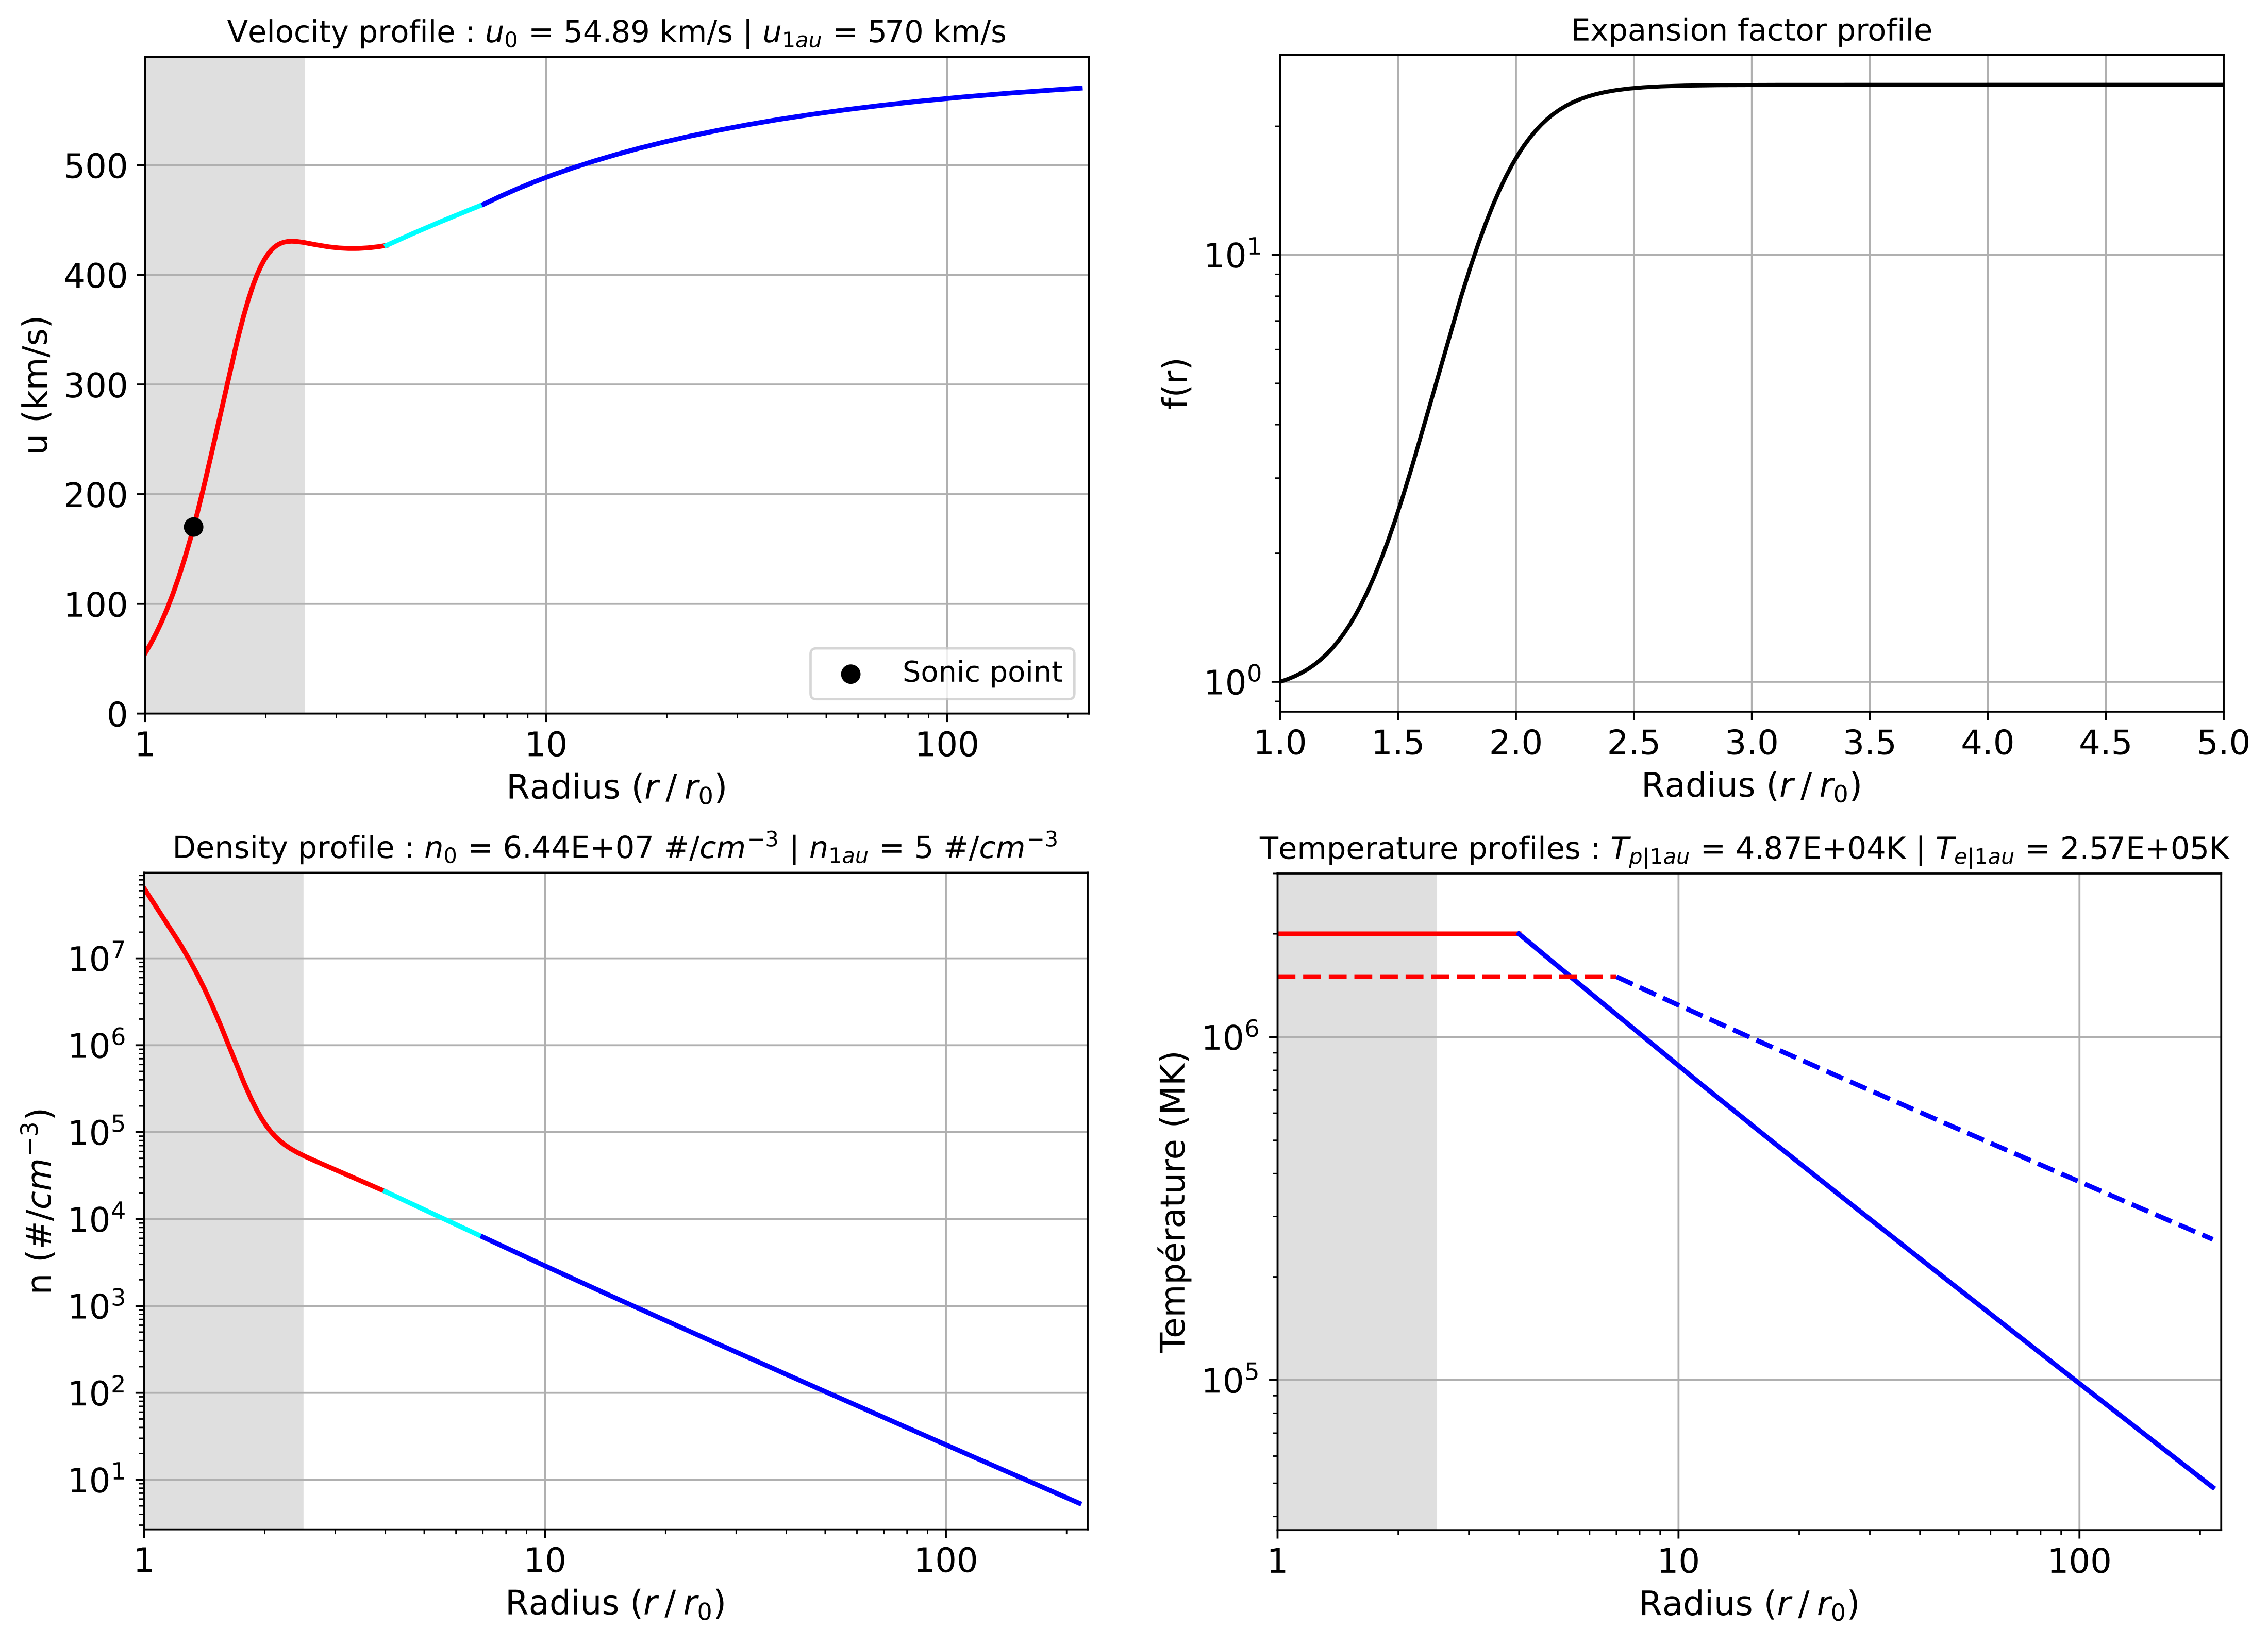 Velocity profile : u₀ = 54.89 km/s | u₁ₐᵤ = 570 km/s
u (km/s)
500
400
300
200
100
0
Sonic point
1 10 100
Radius (r / r₀)
Expansion factor profile
f(r)
10¹
10⁰
1.0 1.5 2.0 2.5 3.0 3.5 4.0 4.5 5.0
Radius (r / r₀)
Density profile : n₀ = 6.44E+07 #/cm⁻³ | n₁ₐᵤ = 5 #/cm⁻³
n (#/cm⁻³)
10⁷
10⁶
10⁵
10⁴
10³
10²
10¹
1 10 100
Radius (r / r₀)
Temperature profiles : Tₚ|₁ₐᵤ = 4.87E+04K | Tₑ|₁ₐᵤ = 2.57E+05K
Température (MK)
10⁶
10⁵
1 10 100
Radius (r / r₀)